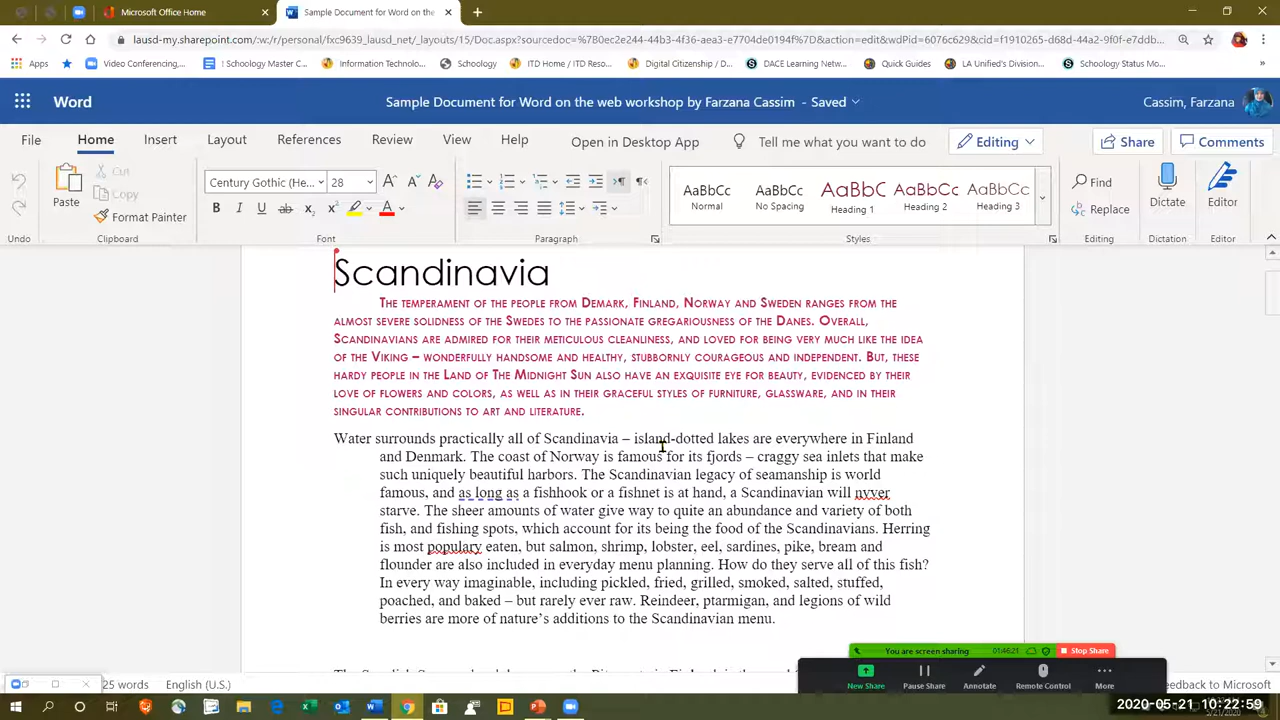 Microsoft Office Home
Sample Document for Word on the
lausd-my.sharepoint.com/:w:/r/personal/fxc9639_lausd_net/_layouts/15/Doc.aspx?sourcedoc=%780ec2e244-44b3-4f36-aea3-e7704de0194f%7D&action=edit&wdPid=6076c629&cid=f1910265-d68d-44a2-9f0f-e7ddb...
Apps Video Conferencing, ! Schoology Master C... Information Technolo... Schoology ITD Home / ITD Reso... Digital Citizenship / D... DACE Learning Netw... Quick Guides LA Unified's Division... Schoology Status Mo...
Word Sample Document for Word on the web workshop by Farzana Cassim - Saved Cassim, Farzana
File Home Insert Layout References Review View Help Open in Desktop App Tell me what you want to do Editing Share Comments
Paste Cut Copy Format Painter
Century Gothic (He... 28
B I U ab x₂ x² A
AaBbCc Normal
AaBbCc No Spacing
AaBbC Heading 1
AaBbCc Heading 2
AaBbCc Heading 3
Find Replace Dictate Editor
Undo Clipboard Font Paragraph Styles Editing Dictation Editor
Scandinavia
The temperament of the people from Demark, Finland, Norway and Sweden ranges from the
almost severe solidness of the Swedes to the passionate gregariousness of the Danes. Overall,
Scandinavians are admired for their meticulous cleanliness, and loved for being very much like the idea
of the Viking – wonderfully handsome and healthy, stubbornly courageous and independent. But, these
hardy people in the Land of The Midnight Sun also have an exquisite eye for beauty, evidenced by their
love of flowers and colors, as well as in their graceful styles of furniture, glassware, and in their
singular contributions to art and literature.
Water surrounds practically all of Scandinavia – island-dotted lakes are everywhere in Finland
and Denmark. The coast of Norway is famous for its fjords – craggy sea inlets that make
such uniquely beautiful harbors. The Scandinavian legacy of seamanship is world
famous, and as long as a fishhook or a fishnet is at hand, a Scandinavian will nvver
starve. The sheer amounts of water give way to quite an abundance and variety of both
fish, and fishing spots, which account for its being the food of the Scandinavians. Herring
is most populary eaten, but salmon, shrimp, lobster, eel, sardines, pike, bream and
flounder are also included in everyday menu planning. How do they serve all of this fish?
In every way imaginable, including pickled, fried, grilled, smoked, salted, stuffed,
poached, and baked – but rarely ever raw. Reindeer, ptarmigan, and legions of wild
berries are more of nature's additions to the Scandinavian menu.
You are screen sharing 01:46:21 Stop Share
New Share Pause Share Annotate Remote Control More
25 words English (U.S.) eedback to Microsoft
2020-05-21 10:22:59